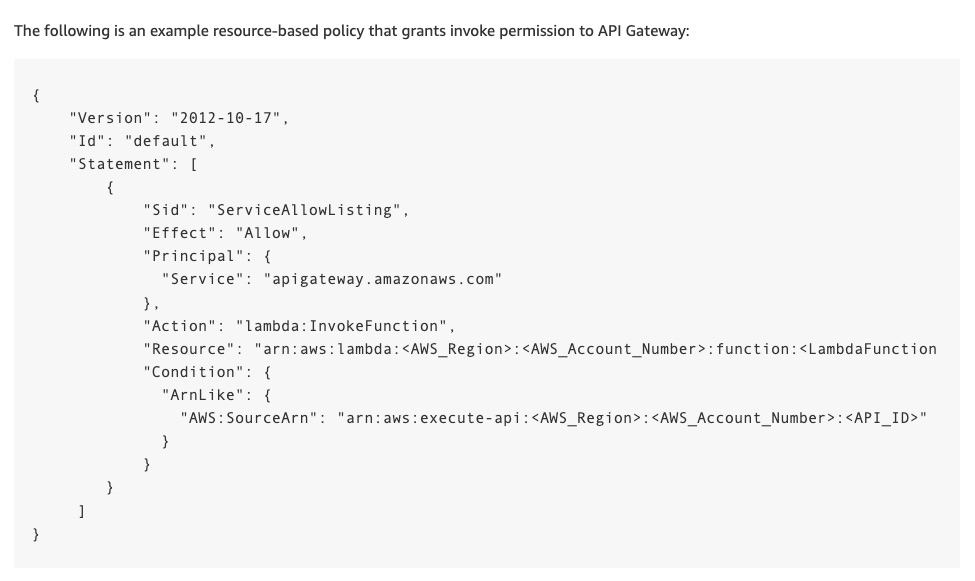 The following is an example resource-based policy that grants invoke permission to API Gateway:
{
"Version": "2012-10-17",
"Id": "default",
"Statement": [
{
"Sid": "ServiceAllowListing",
"Effect": "Allow",
"Principal": {
"Service": "apigateway.amazonaws.com"
},
"Action": "lambda:InvokeFunction",
"Resource": "arn:aws:lambda:<AWS_Region>:<AWS_Account_Number>:function:<LambdaFunction
"Condition": {
"ArnLike": {
"AWS:SourceArn": "arn:aws:execute-api:<AWS_Region>:<AWS_Account_Number>:<API_ID>"
}
}
}
]
}